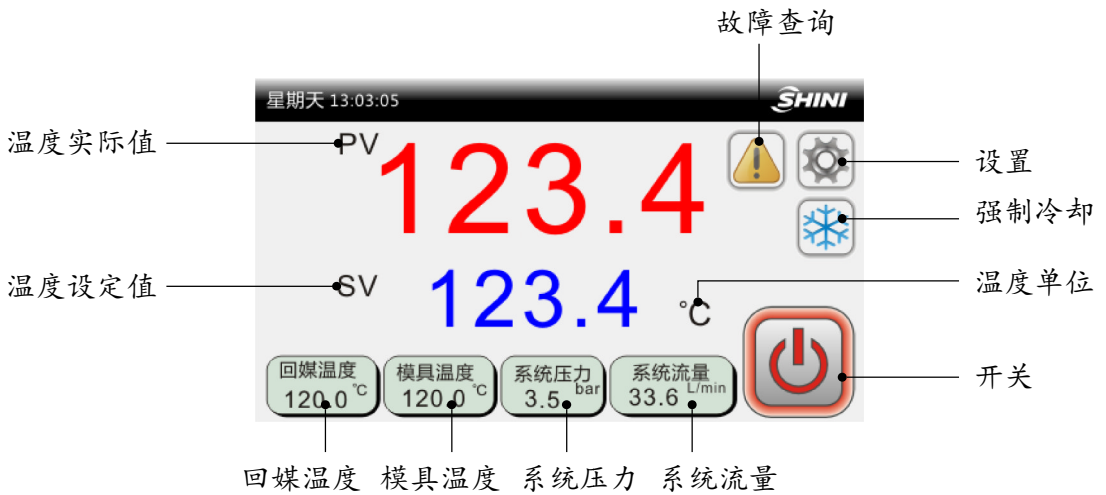 故障查询
星期天 13:03:05
SHINI
温度实际值
PV
123.4
设置
强制冷却
温度设定值
SV
123.4
°C
温度单位
回媒温度
120.0 °C
模具温度
120.0 °C
系统压力
3.5 bar
系统流量
33.6 L/min
开关
回媒温度 模具温度 系统压力 系统流量